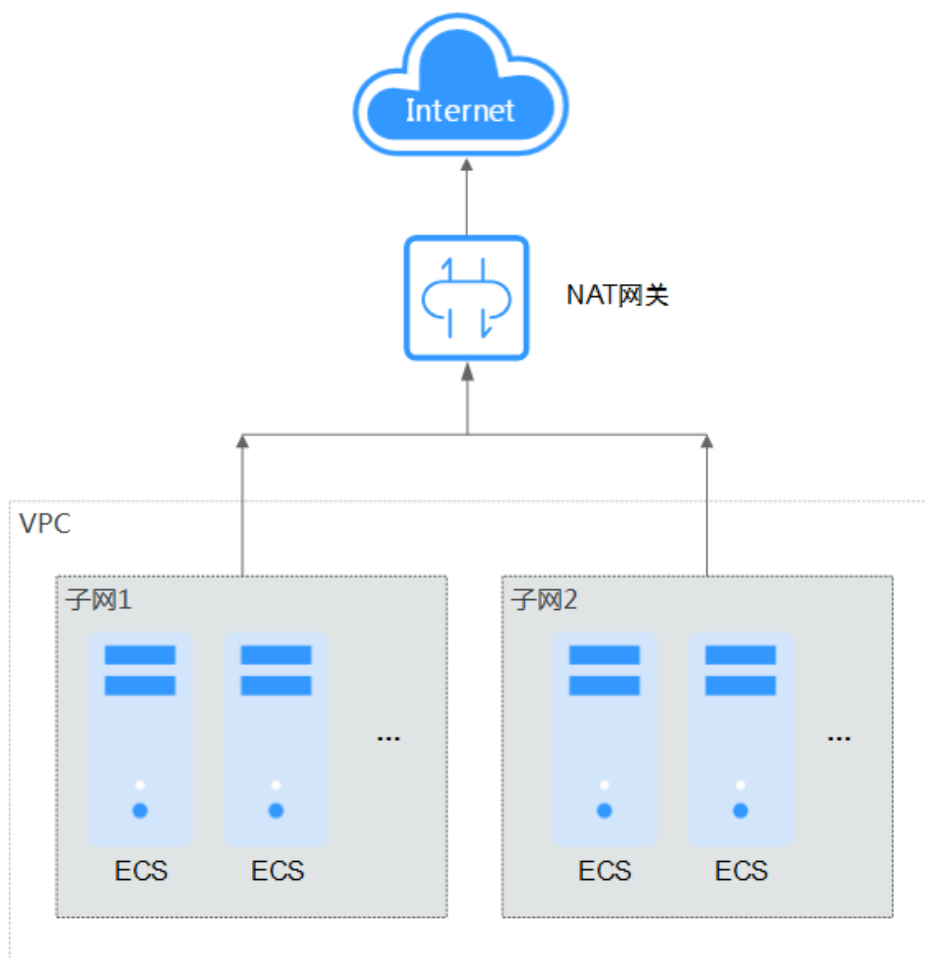 Internet
NAT网关
VPC
子网1
子网2
...
...
ECS
ECS
ECS
ECS